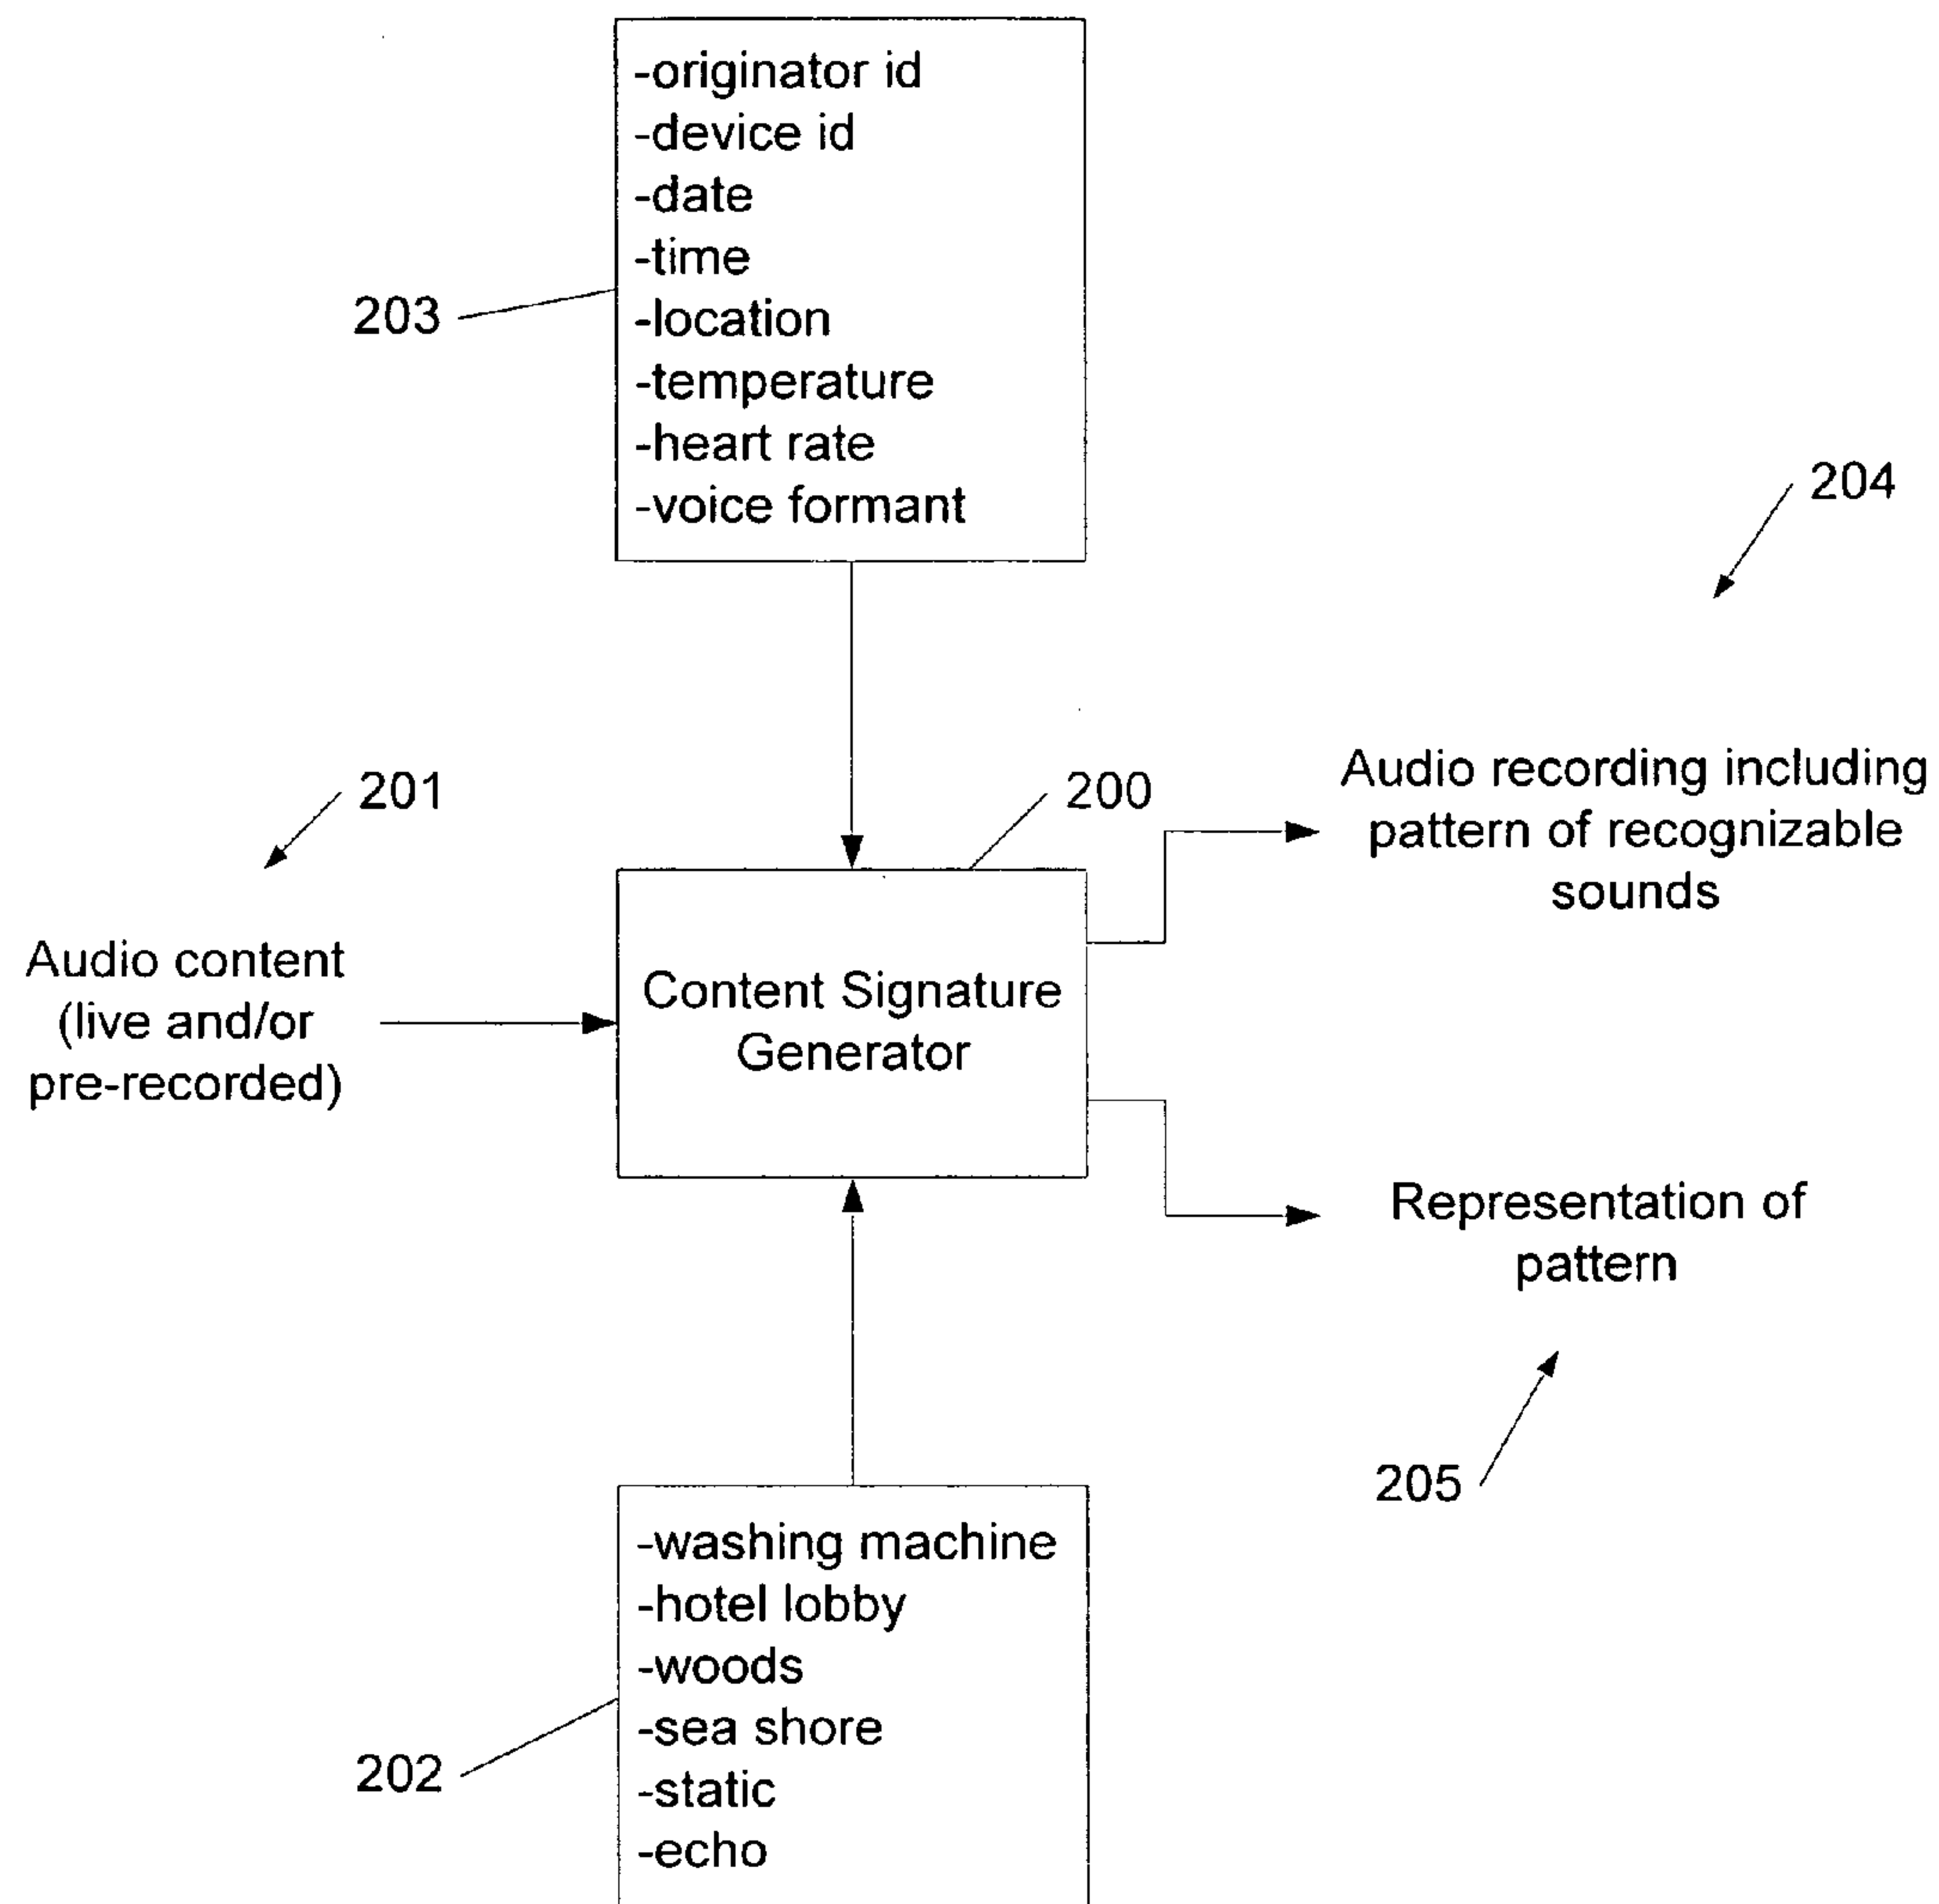 -originator id
-device id
-date
-time
-location
-temperature
-heart rate
-voice formant
203
204
201
200
Audio recording including
pattern of recognizable
sounds
Audio content
(live and/or
pre-recorded)
Content Signature
Generator
Representation of
pattern
205
-washing machine
-hotel lobby
-woods
-sea shore
-static
-echo
202